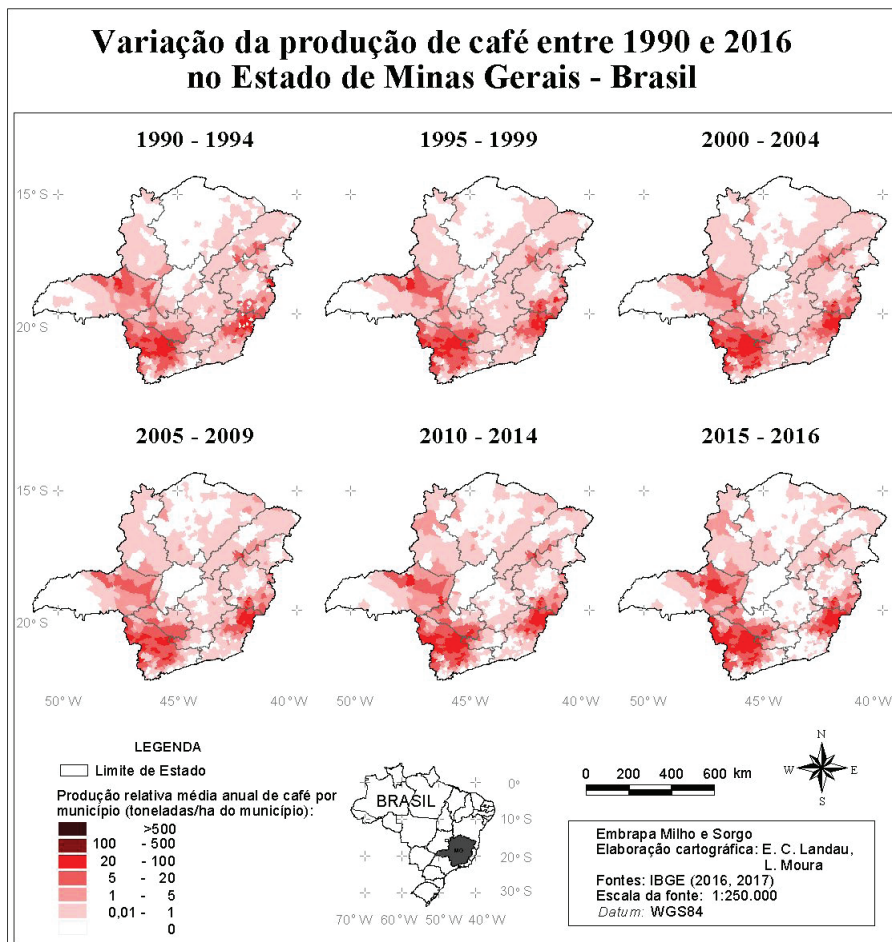 Variação da produção de café entre 1990 e 2016
no Estado de Minas Gerais - Brasil
1990 - 1994
1995 - 1999
2000 - 2004
15° S
20° S
2005 - 2009
2010 - 2014
2015 - 2016
15° S
20° S
50° W
45° W
40° W
45° W
40° W
45° W
40° W
LEGENDA
Limite de Estado
Produção relativa média anual de café por
município (toneladas/ha do município):
>500
100 - 500
20 - 100
5 - 20
1 - 5
0,01 - 1
0
BRASIL
MG
0°
10° S
20° S
30° S
70° W 60° W 50° W 40° W
0 200 400 600 km
N
W E
S
Embrapa Milho e Sorgo
Elaboração cartográfica: E. C. Landau,
L. Moura
Fontes: IBGE (2016, 2017)
Escala da fonte: 1:250.000
Datum: WGS84